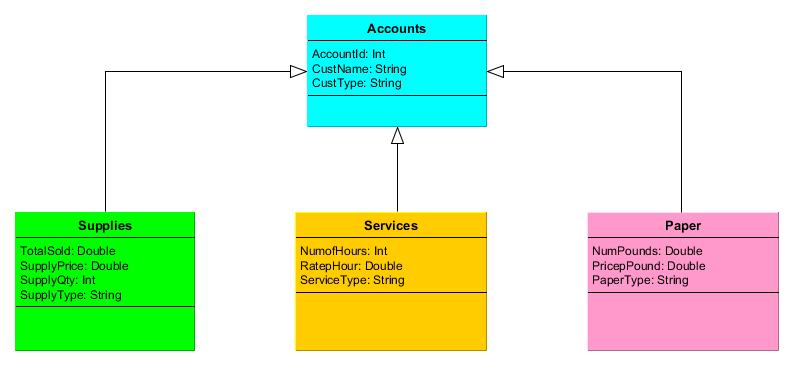 Accounts
AccountId: Int
CustName: String
CustType: String
Supplies
TotalSold: Double
SupplyPrice: Double
SupplyQty: Int
SupplyType: String
Services
NumofHours: Int
RatepHour: Double
ServiceType: String
Paper
NumPounds: Double
PricepPound: Double
PaperType: String